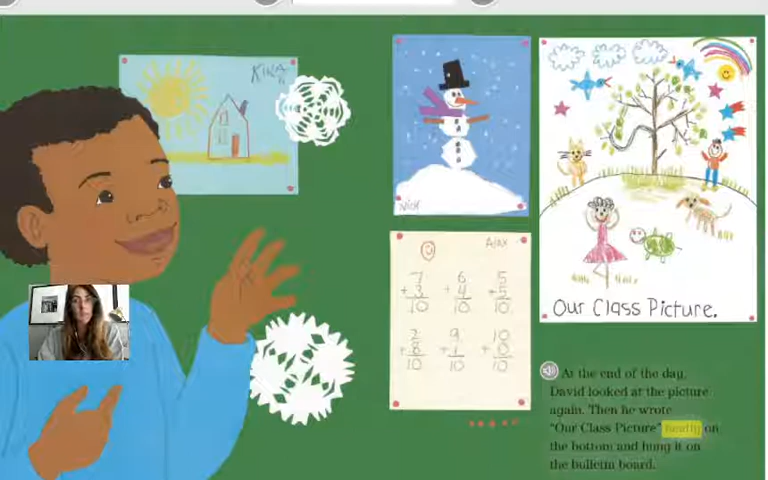 Kira
Nick
Alex
7 6 5
+3 +4 +5
10 10 10
2 9 10
+8 +1 +0
10 10 10
Our Class Picture.
At the end of the day,
David looked at the picture
again. Then he wrote
"Our Class Picture" neatly on
the bottom and hung it on
the bulletin board.